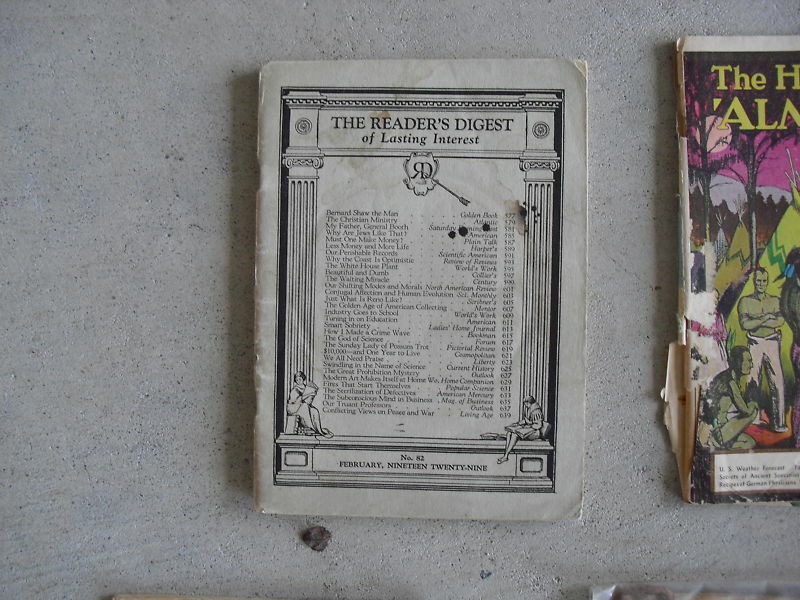 THE READER'S DIGEST
of Lasting Interest
RD
Bernard Shaw the Man Golden Book 577
The Christian Ministry Atlantic 579
My Father, General Booth Saturday Evening Post 581
Why Are Jews Like That? American 585
Must One Make Money? Plain Talk 587
Less Money and More Life Harper's 589
Our Perishable Records Scientific American 591
Why the Coast Is Optimistic Review of Reviews 593
The White House Plant World's Work 595
Beautiful and Dumb Collier's 597
The Waiting Miracle Century 599
Our Shifting Modes and Morals North American Review 601
Conjugal Affection and Human Evolution Sci. Monthly 603
Just What Is Reno Like? Scribner's 605
The Golden Age of American Collecting Mentor 607
Industry Goes to School World's Work 609
Tuning in on Education American 611
Smart Sobriety Ladies' Home Journal 613
How I Made a Crime Wave Bookman 615
The God of Science Forum 617
The Sunday Lady of Possum Trot Pictorial Review 619
$10,000—and One Year to Live Cosmopolitan 621
We All Need Praise Liberty 623
Swindling in the Name of Science Current History 625
The Great Prohibition Mystery Outlook 627
Modern Art Makes Itself at Home Wo. Home Companion 629
Fires That Start Themselves Popular Science 631
The Sterilization of Defectives American Mercury 633
The Subconscious Mind in Business Mag. of Business 635
Our Truant Professors Outlook 637
Conflicting Views on Peace and War Living Age 639
No. 82
FEBRUARY, NINETEEN TWENTY-NINE
The H
ALM
U. S. Weather Forecast
Secrets of Ancient
Recipes of German Physicians